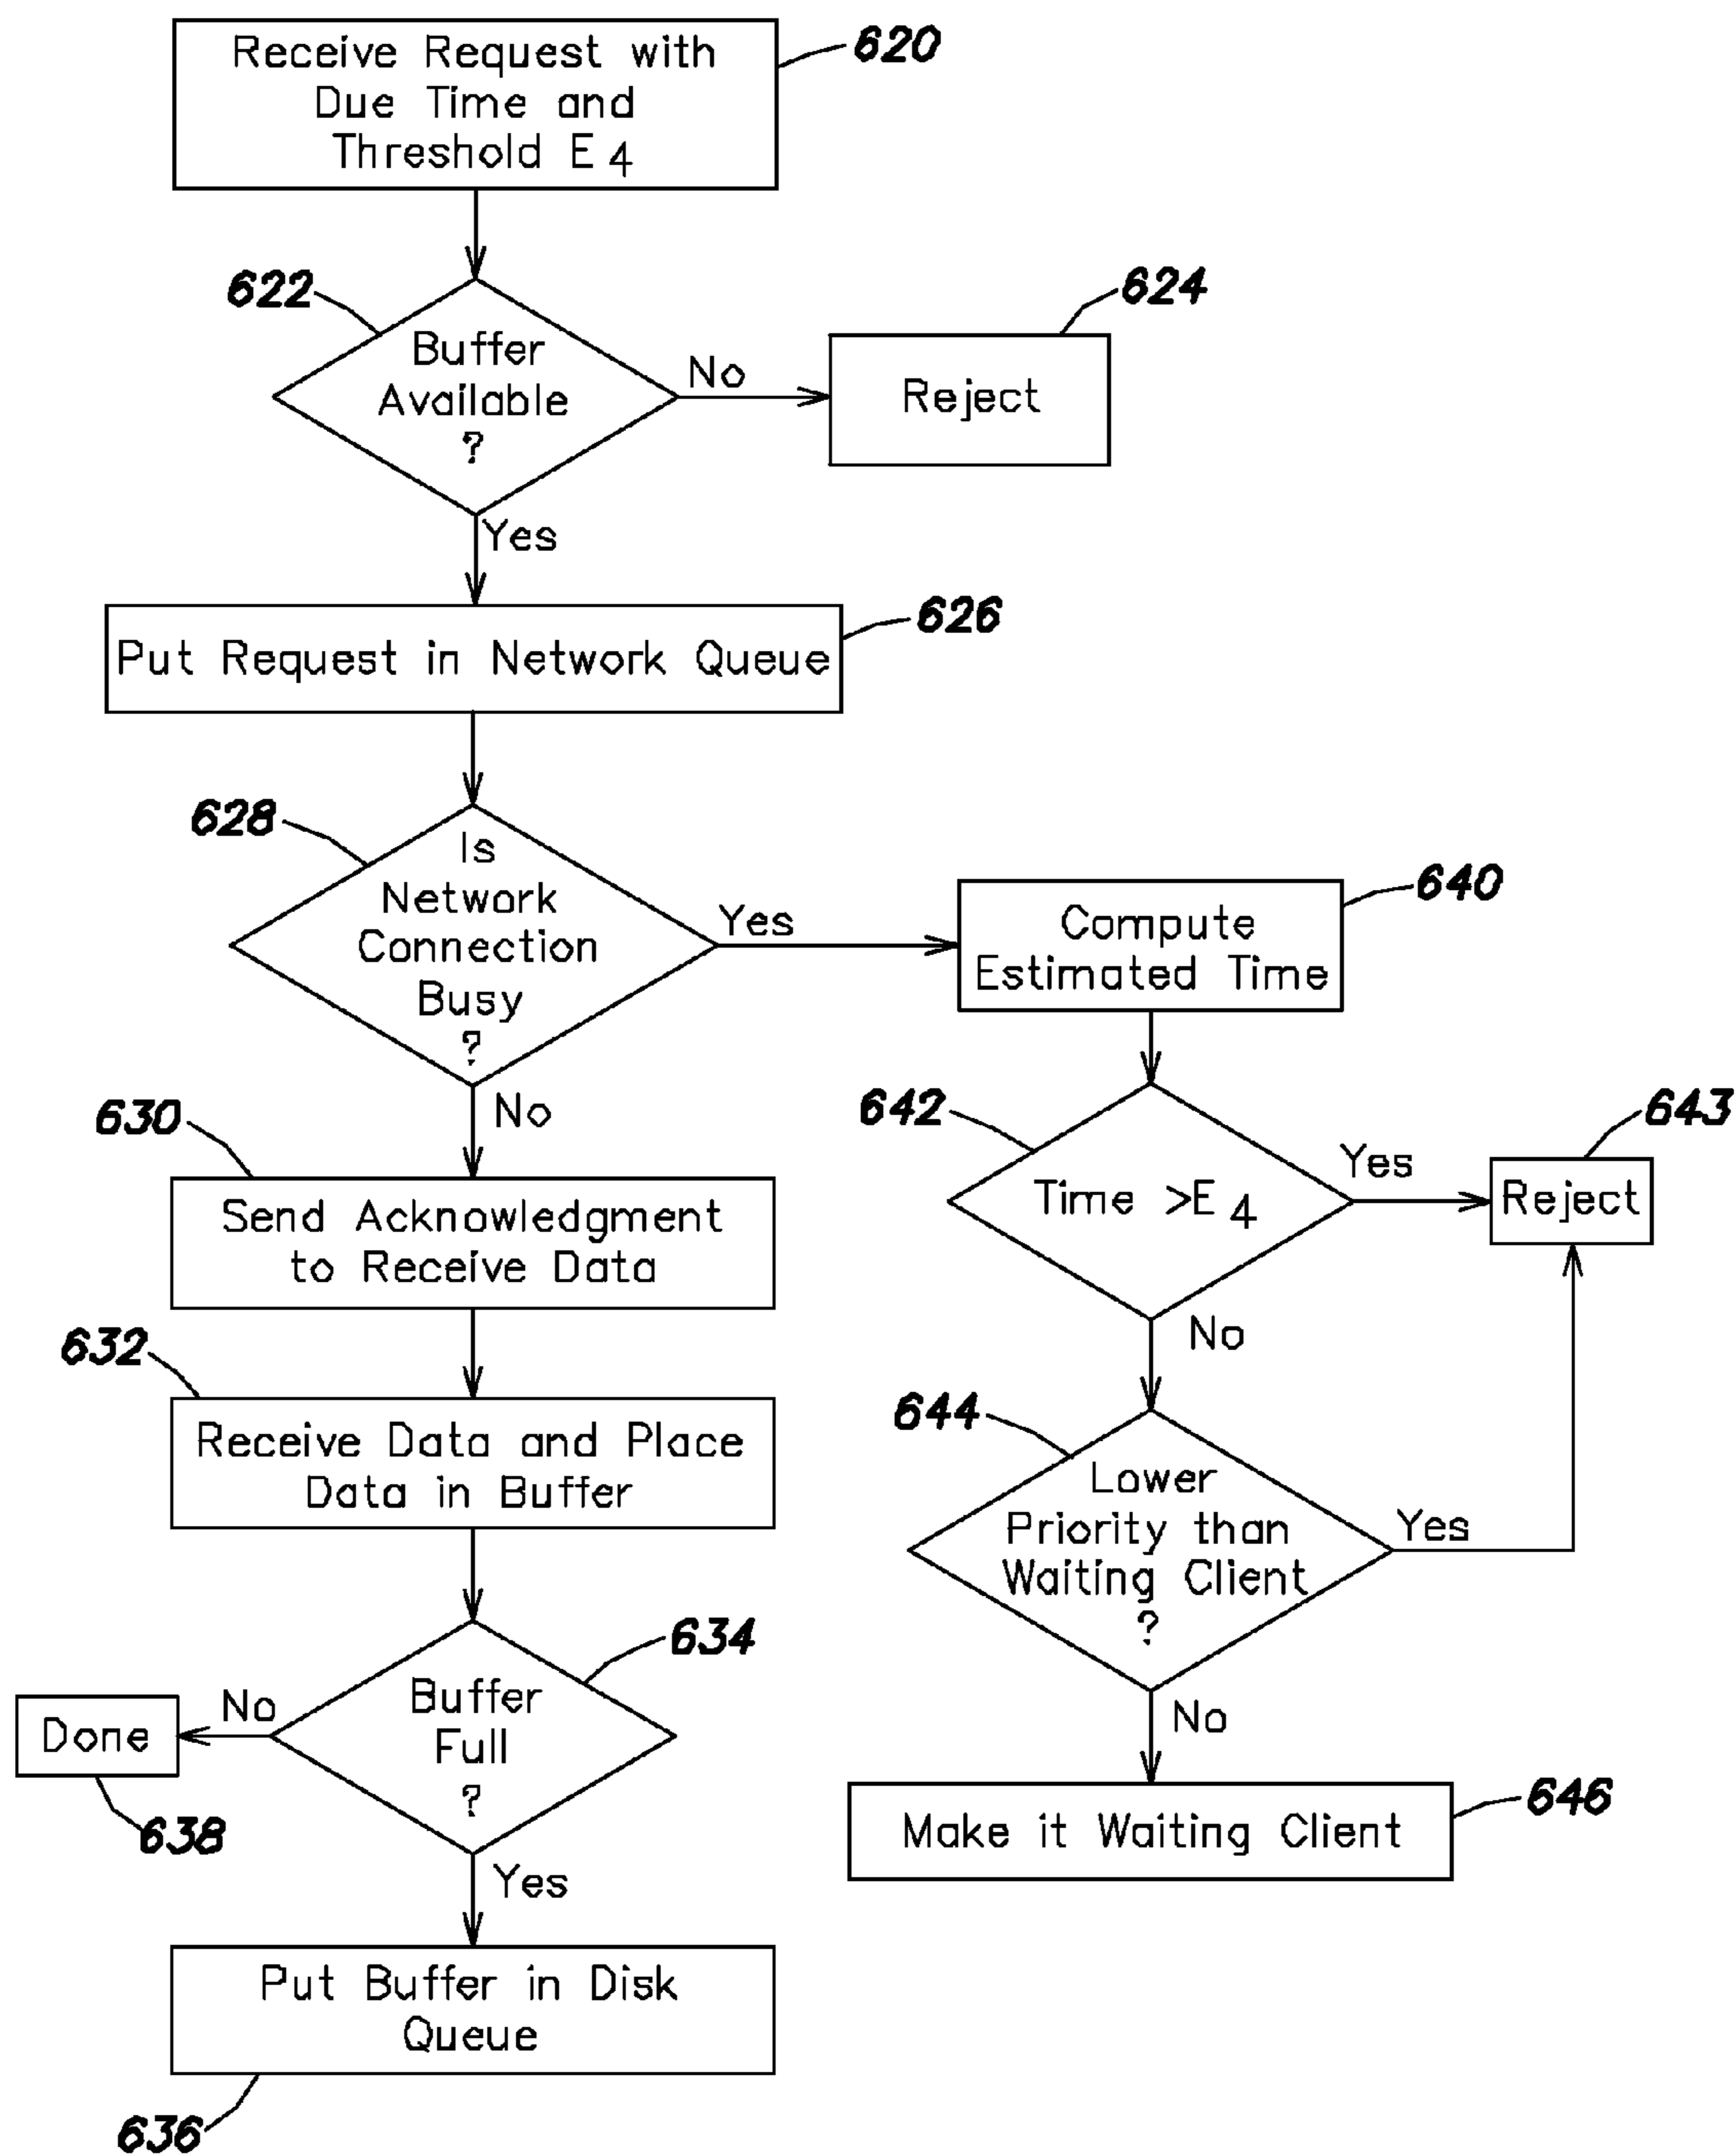 Receive Request with
Due Time and
Threshold E4
620
622
Buffer
Available
?
No
624
Reject
Yes
626
Put Request in Network Queue
628
Is
Network
Connection
Busy
?
Yes
640
Compute
Estimated Time
No
630
Send Acknowledgment
to Receive Data
642
Time >E4
Yes
643
Reject
No
632
Receive Data and Place
Data in Buffer
644
Lower
Priority than
Waiting Client
?
Yes
634
Buffer
Full
?
No
Done
638
Yes
No
646
Make it Waiting Client
Put Buffer in Disk
Queue
636